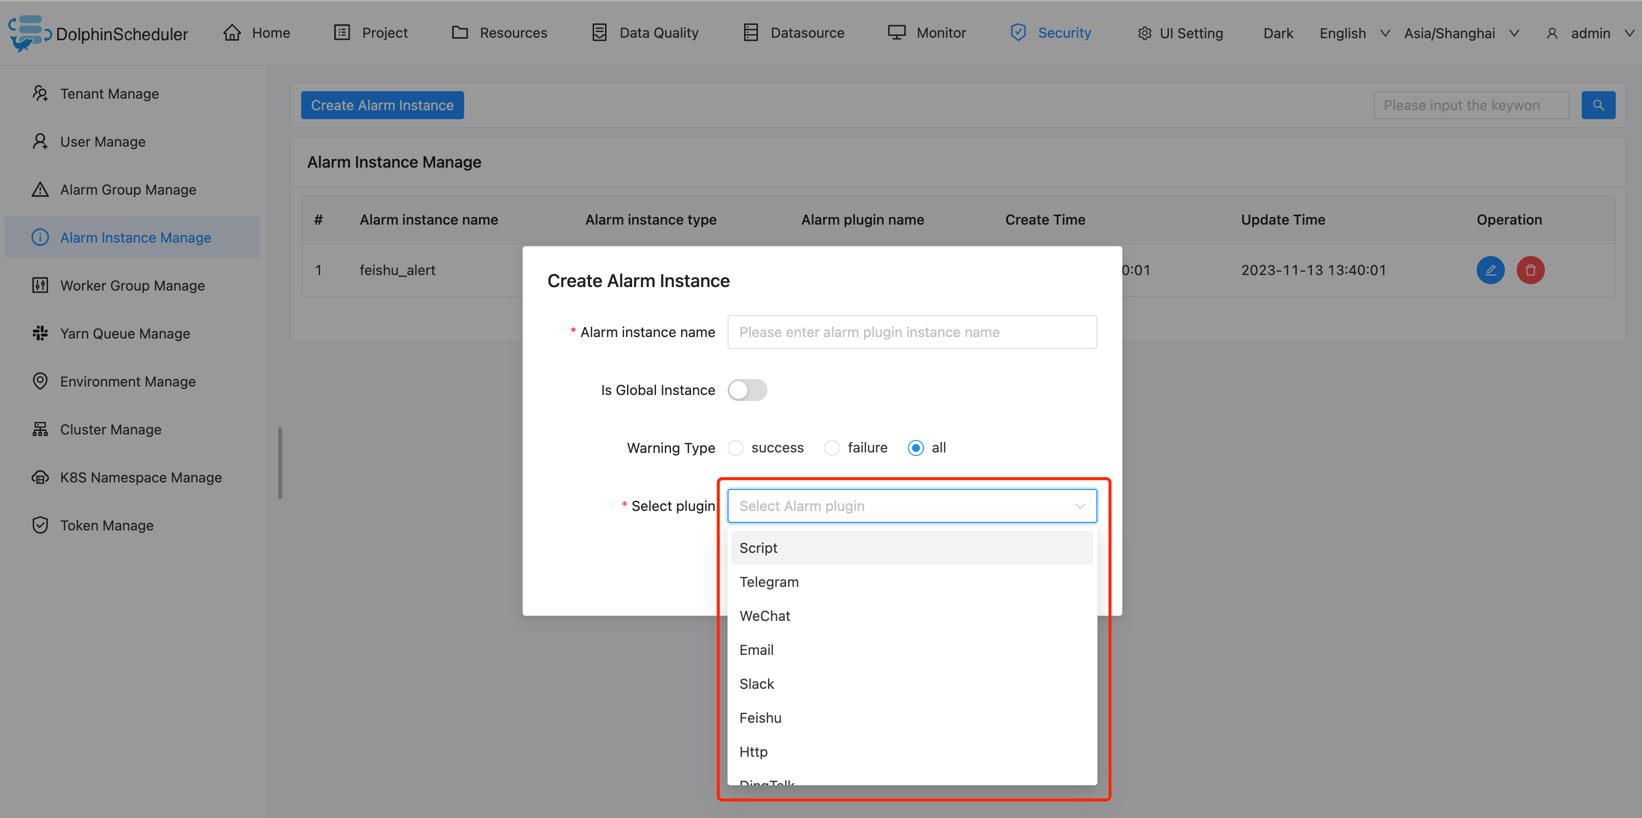 DolphinScheduler Home Project Resources Data Quality Datasource Monitor Security UI Setting Dark English Asia/Shanghai admin
Tenant Manage
User Manage
Alarm Group Manage
Alarm Instance Manage
Worker Group Manage
Yarn Queue Manage
Environment Manage
Cluster Manage
K8S Namespace Manage
Token Manage
Create Alarm Instance Please input the keywor
Alarm Instance Manage
# Alarm instance name Alarm instance type Alarm plugin name Create Time Update Time Operation
1 feishu_alert 0:01 2023-11-13 13:40:01
Create Alarm Instance
* Alarm instance name Please enter alarm plugin instance name
Is Global Instance
Warning Type success failure all
* Select plugin Select Alarm plugin
Script
Telegram
WeChat
Email
Slack
Feishu
Http
DingTalk